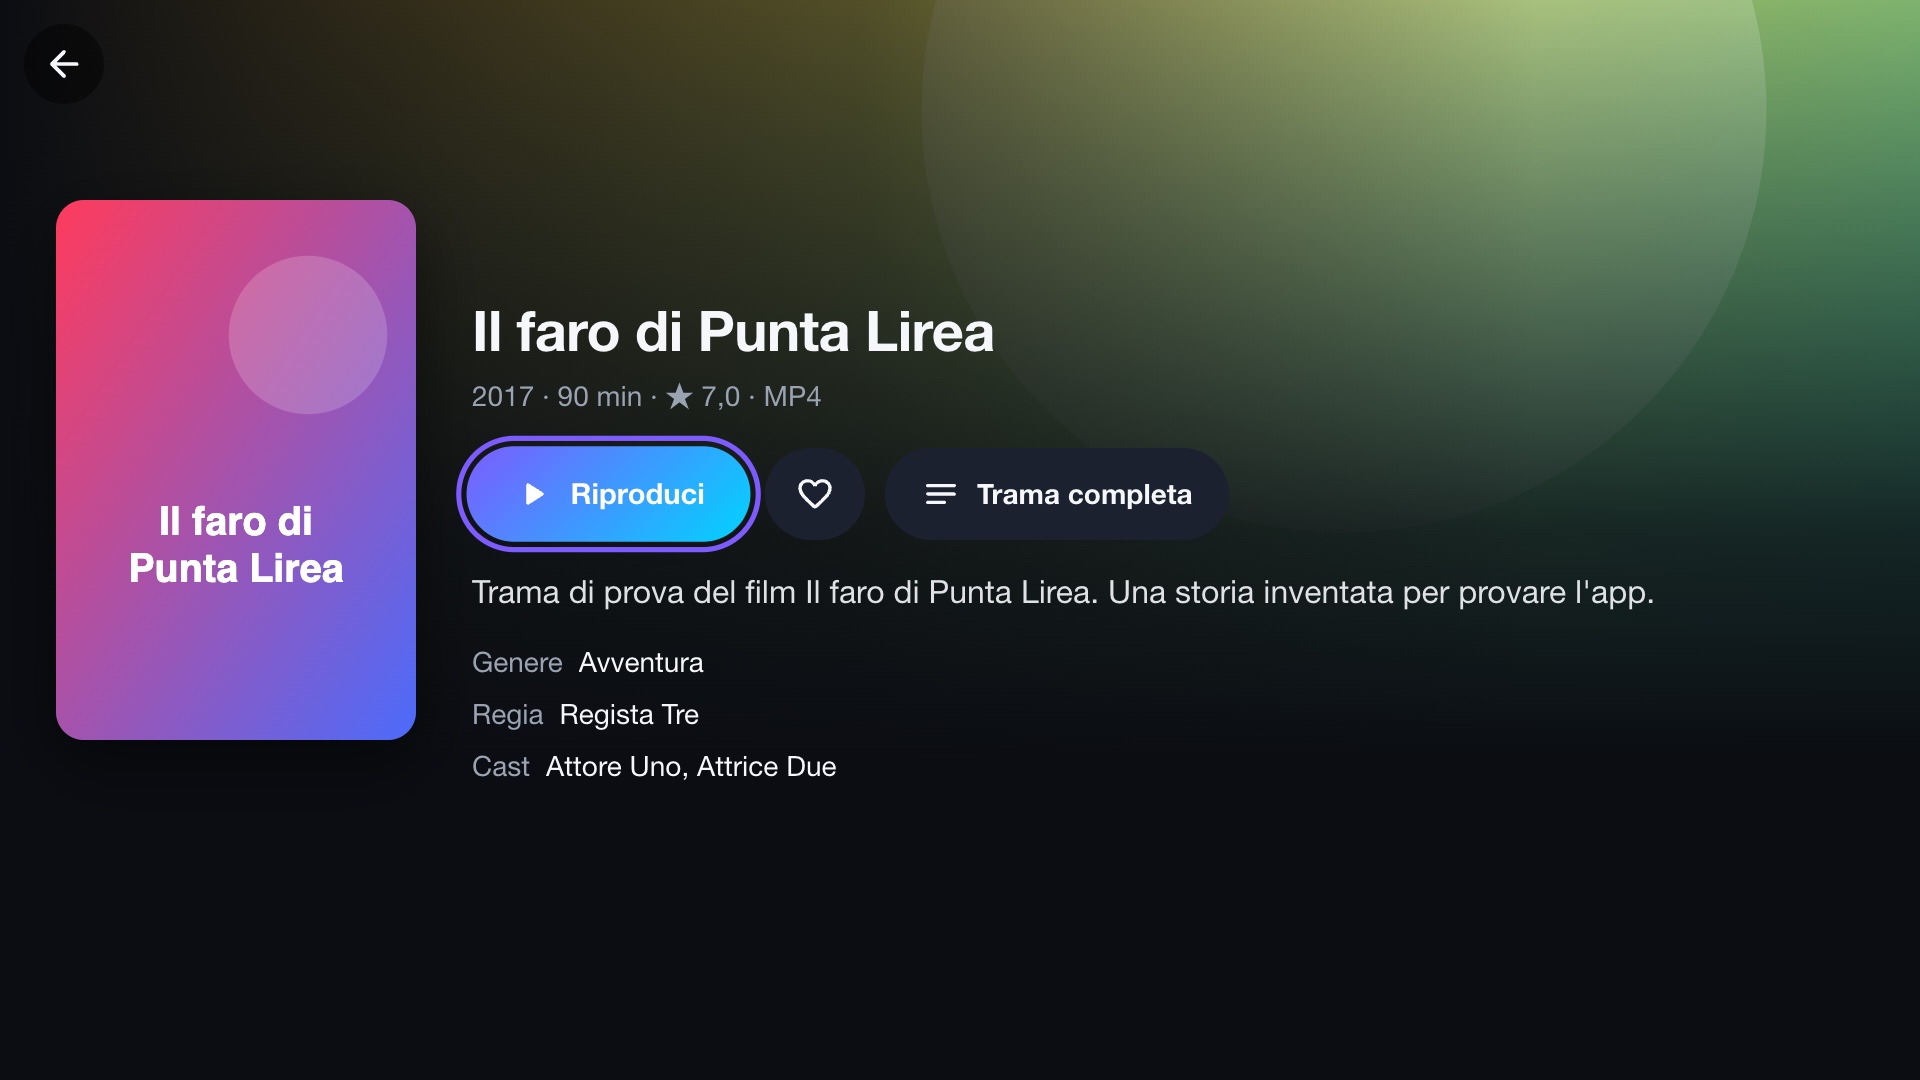 Il faro di
Punta Lirea
Il faro di Punta Lirea
2017 · 90 min · ★ 7,0 · MP4
Riproduci
Trama completa
Trama di prova del film Il faro di Punta Lirea. Una storia inventata per provare l'app.
Genere Avventura
Regia Regista Tre
Cast Attore Uno, Attrice Due